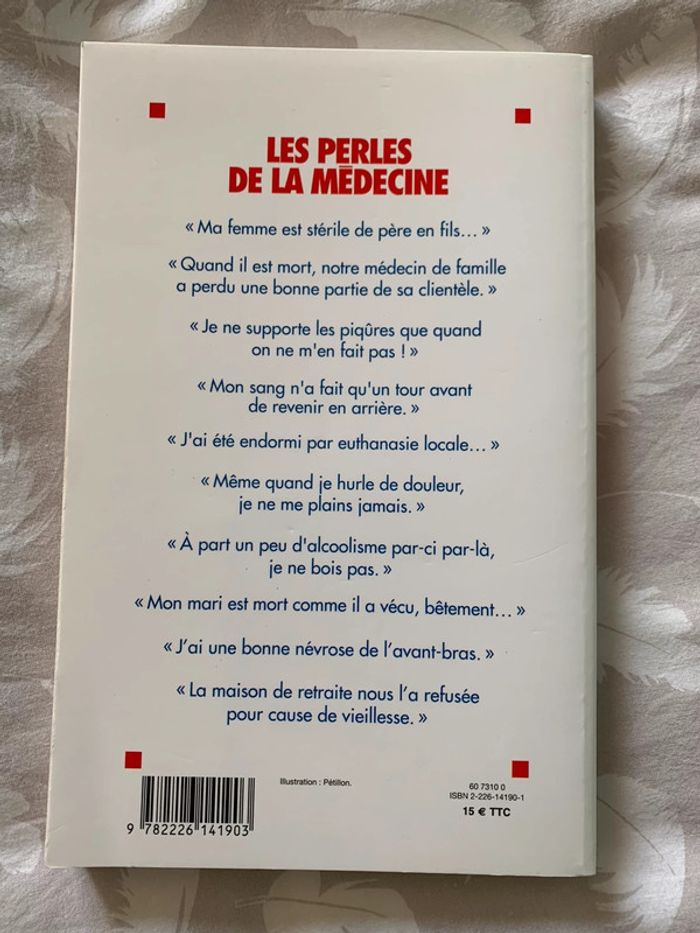 LES PERLES
DE LA MÉDECINE
« Ma femme est stérile de père en fils... »
« Quand il est mort, notre médecin de famille
a perdu une bonne partie de sa clientèle. »
« Je ne supporte les piqûres que quand
on ne m'en fait pas ! »
« Mon sang n'a fait qu'un tour avant
de revenir en arrière. »
« J'ai été endormi par euthanasie locale... »
« Même quand je hurle de douleur,
je ne me plains jamais. »
« À part un peu d'alcoolisme par-ci par-là,
je ne bois pas. »
« Mon mari est mort comme il a vécu, bêtement... »
« J’ai une bonne névrose de l’avant-bras. »
« La maison de retraite nous l’a refusée
pour cause de vieillesse. »
Illustration : Pétillon.
60 7310 0
ISBN 2-226-14190-1
15 € TTC
9 782226 141903